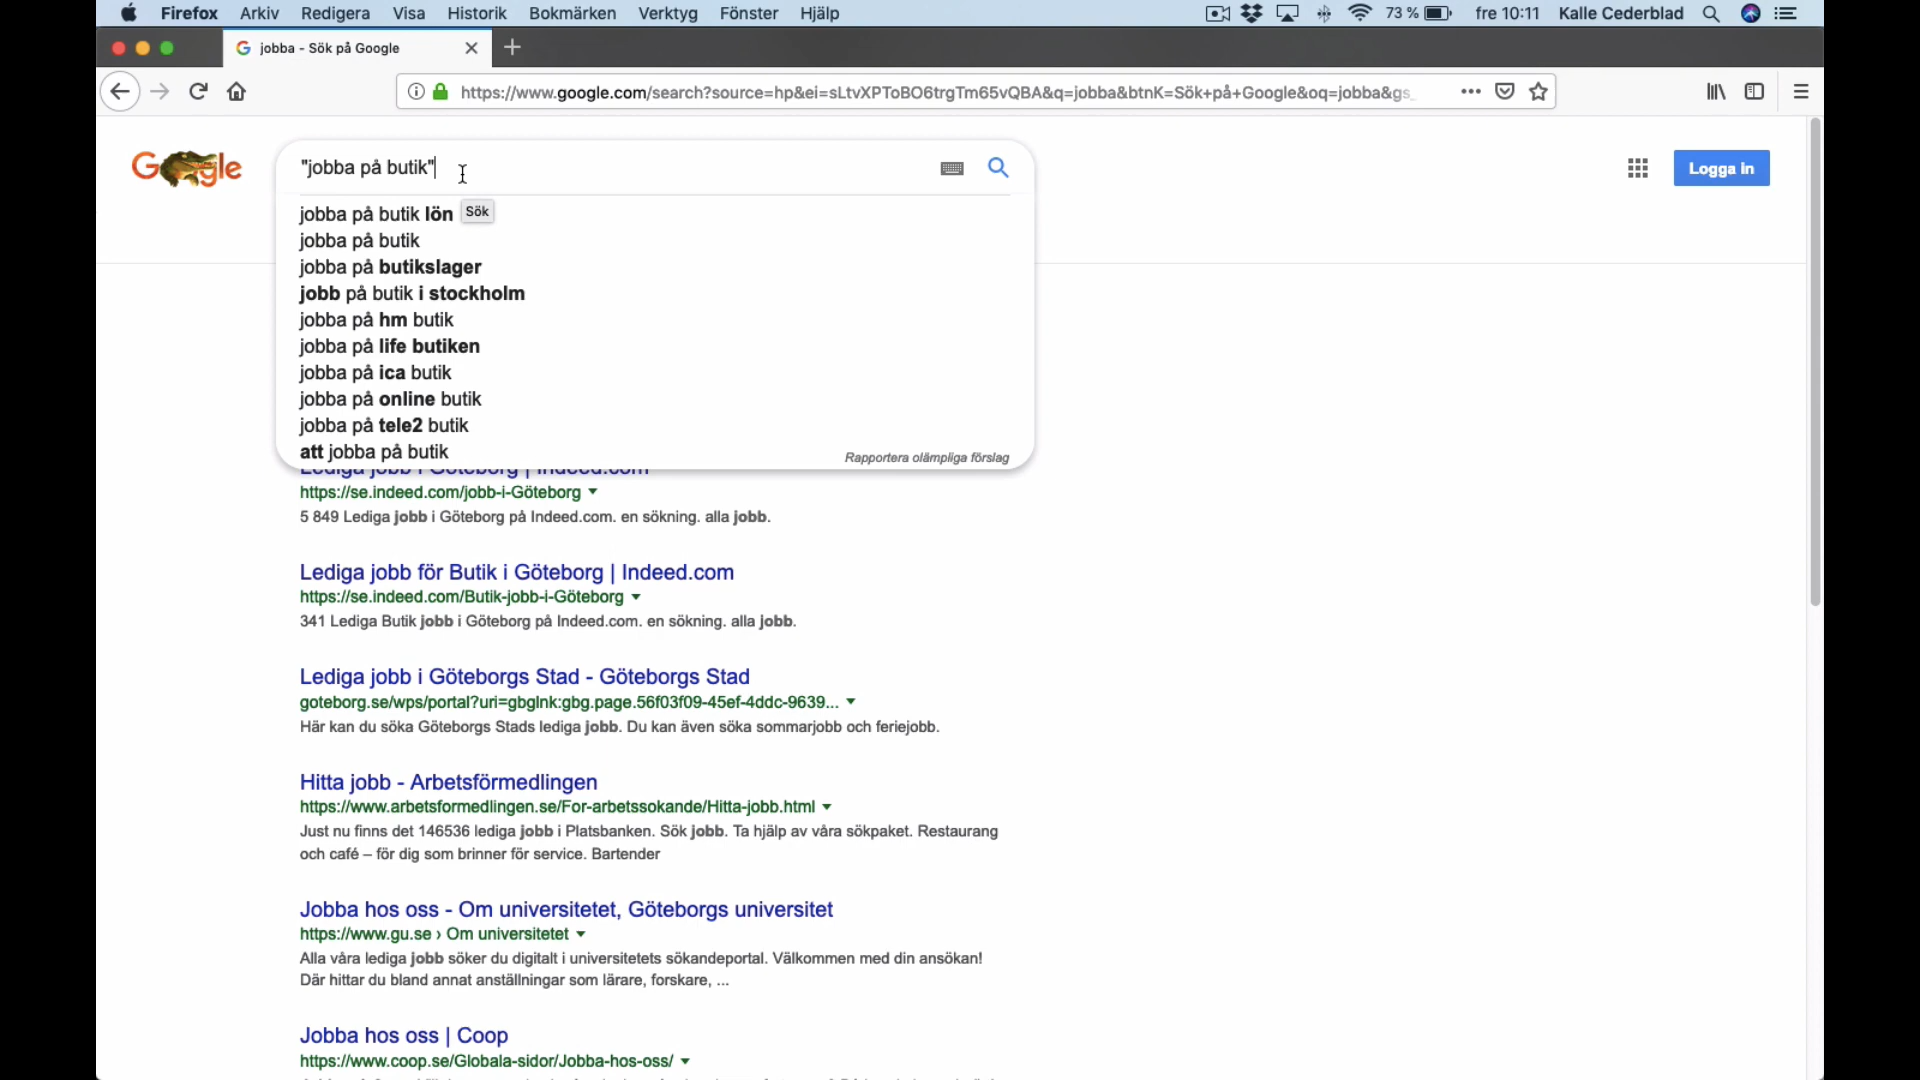 Firefox Arkiv Redigera Visa Historik Bokmärken Verktyg Fönster Hjälp 73 % fre 10:11 Kalle Cederblad
jobba - Sök på Google
https://www.google.com/search?source=hp&ei=sLtvXPToBO6trgTm65vQBA&q=jobba&btnK=Sök+på+Google&oq=jobba&gs_
Google
"jobba på butik"
Logga in
jobba på butik lön
Sök
jobba på butik
jobba på butikslager
jobb på butik i stockholm
jobba på hm butik
jobba på life butiken
jobba på ica butik
jobba på online butik
jobba på tele2 butik
att jobba på butik
Rapportera olämpliga förslag
Lediga jobb i Göteborg | Indeed.com
https://se.indeed.com/jobb-i-Göteborg
5 849 Lediga jobb i Göteborg på Indeed.com. en sökning. alla jobb.
Lediga jobb för Butik i Göteborg | Indeed.com
https://se.indeed.com/Butik-jobb-i-Göteborg
341 Lediga Butik jobb i Göteborg på Indeed.com. en sökning. alla jobb.
Lediga jobb i Göteborgs Stad - Göteborgs Stad
goteborg.se/wps/portal?uri=gbglnk:gbg.page.56f03f09-45ef-4ddc-9639...
Här kan du söka Göteborgs Stads lediga jobb. Du kan även söka sommarjobb och feriejobb.
Hitta jobb - Arbetsförmedlingen
https://www.arbetsformedlingen.se/For-arbetssokande/Hitta-jobb.html
Just nu finns det 146536 lediga jobb i Platsbanken. Sök jobb. Ta hjälp av våra sökpaket. Restaurang
och café – för dig som brinner för service. Bartender
Jobba hos oss - Om universitetet, Göteborgs universitet
https://www.gu.se › Om universitetet
Alla våra lediga jobb söker du digitalt i universitetets sökandeportal. Välkommen med din ansökan!
Där hittar du bland annat anställningar som lärare, forskare, ...
Jobba hos oss | Coop
https://www.coop.se/Globala-sidor/Jobba-hos-oss/